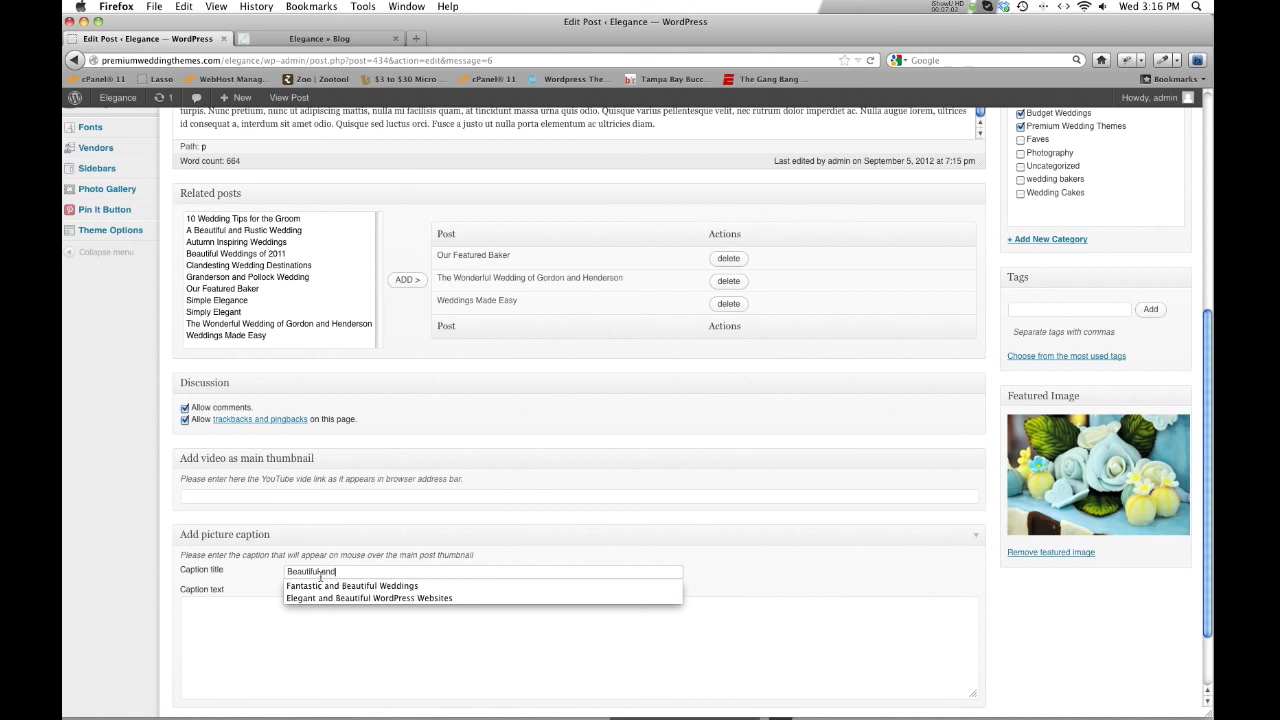 Firefox File Edit View History Bookmarks Tools Window Help
iShowU HD
00:07:02
Wed 3:16 PM
Edit Post ‹ Elegance — WordPress
Edit Post ‹ Elegance — WordPress
Elegance » Blog
premiumweddingthemes.com/elegance/wp-admin/post.php?post=434&action=edit&message=6
Google
cPanel® 11 Lasso WebHost Manag... Zoo | Zootool $3 to $30 Micro ... cPanel® 11 Wordpress The... Tampa Bay Bucc... The Gang Bang ... Bookmarks
Elegance 1 + New View Post Howdy, admin
Fonts
Vendors
Sidebars
Photo Gallery
Pin It Button
Theme Options
Collapse menu
turpis. Nunc pretium, nunc ut adipiscing mattis, nulla mi facilisis quam, at tincidunt massa urna quis odio. Quisque varius pellentesque velit, nec rutrum dolor imperdiet ac. Nulla augue lorem, ultrices
id consequat a, interdum sit amet odio. Quisque sed luctus orci. Fusce a justo ut nulla porta elementum ac ultricies diam.
Path: p
Word count: 664
Last edited by admin on September 5, 2012 at 7:15 pm
Related posts
10 Wedding Tips for the Groom
A Beautiful and Rustic Wedding
Autumn Inspiring Weddings
Beautiful Weddings of 2011
Clandesting Wedding Destinations
Granderson and Pollock Wedding
Our Featured Baker
Simple Elegance
Simply Elegant
The Wonderful Wedding of Gordon and Henderson
Weddings Made Easy
ADD >
Post Actions
Our Featured Baker delete
The Wonderful Wedding of Gordon and Henderson delete
Weddings Made Easy delete
Post Actions
Discussion
Allow comments.
Allow trackbacks and pingbacks on this page.
Add video as main thumbnail
Please enter here the YouTube vide link as it appears in browser address bar.
Add picture caption
Please enter the caption that will appear on mouse over the main post thumbnail
Caption title
Beautiful and
Fantastic and Beautiful Weddings
Elegant and Beautiful WordPress Websites
Caption text
Budget Weddings
Premium Wedding Themes
Faves
Photography
Uncategorized
wedding bakers
Wedding Cakes
+ Add New Category
Tags
Add
Separate tags with commas
Choose from the most used tags
Featured Image
Remove featured image